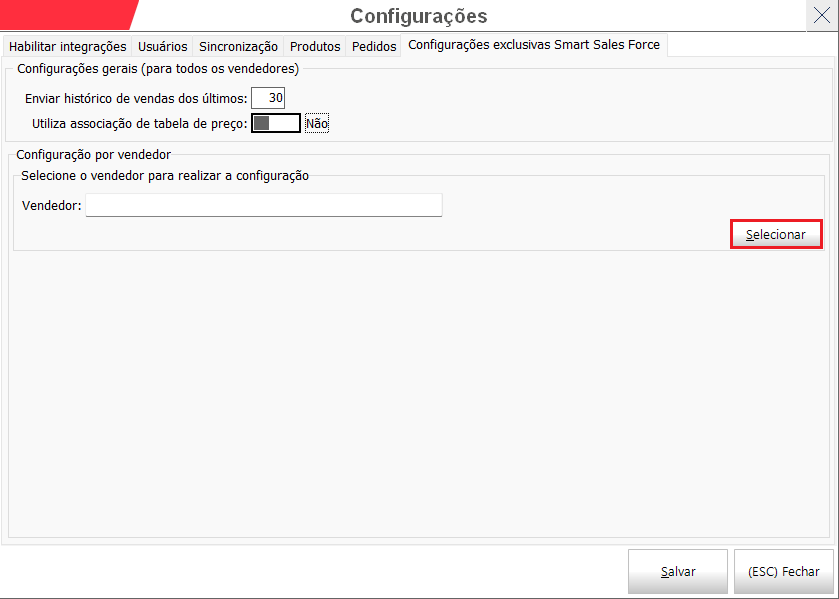 Configurações
Habilitar integrações Usuários Sincronização Produtos Pedidos Configurações exclusivas Smart Sales Force
Configurações gerais (para todos os vendedores)
Enviar histórico de vendas dos últimos: 30
Utiliza associação de tabela de preço: Não
Configuração por vendedor
Selecione o vendedor para realizar a configuração
Vendedor:
Selecionar
Salvar (ESC) Fechar